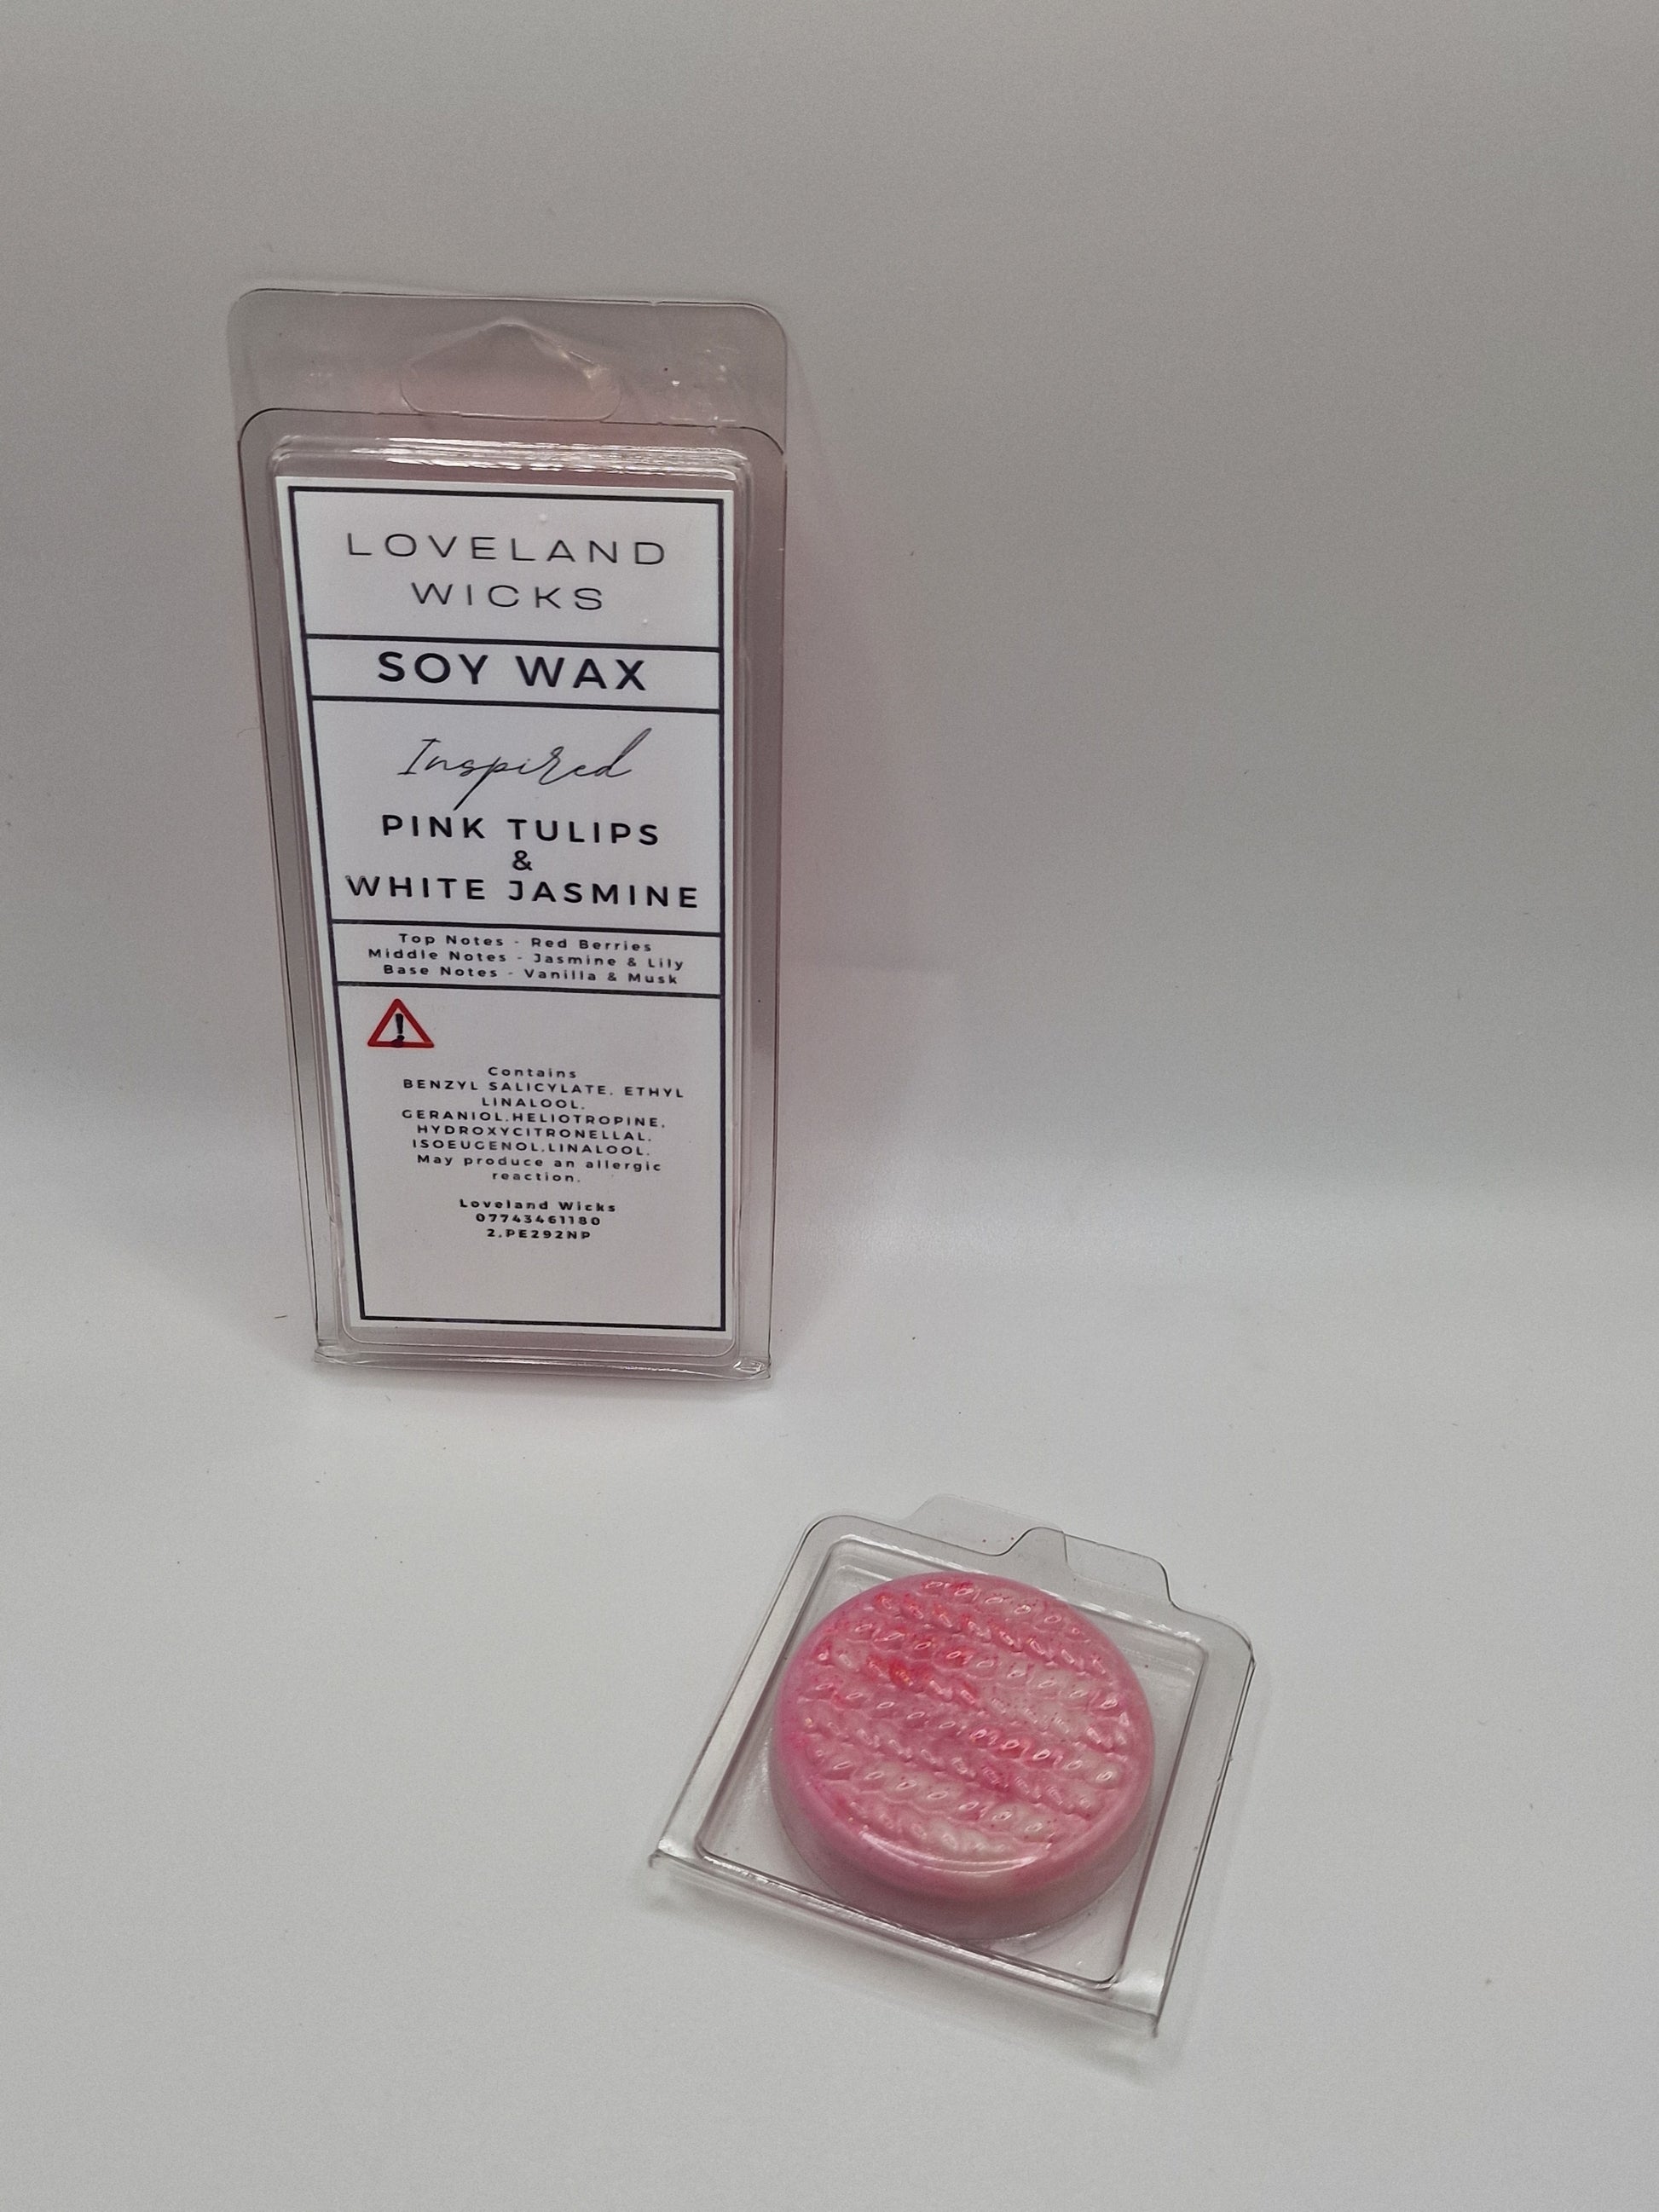 LOVELAND
WICKS
SOY WAX
Inspired
PINK TULIPS
&
WHITE JASMINE
Top Notes - Red Berries
Middle Notes - Jasmine & Lily
Base Notes - Vanilla & Musk
Contains
BENZYL SALICYLATE, ETHYL
LINALOOL,
GERANIOL,HELIOTROPINE,
HYDROXYCITRONELLAL,
ISOEUGENOL,LINALOOL.
May produce an allergic
reaction.
Loveland Wicks
07743461180
2,PE292NP